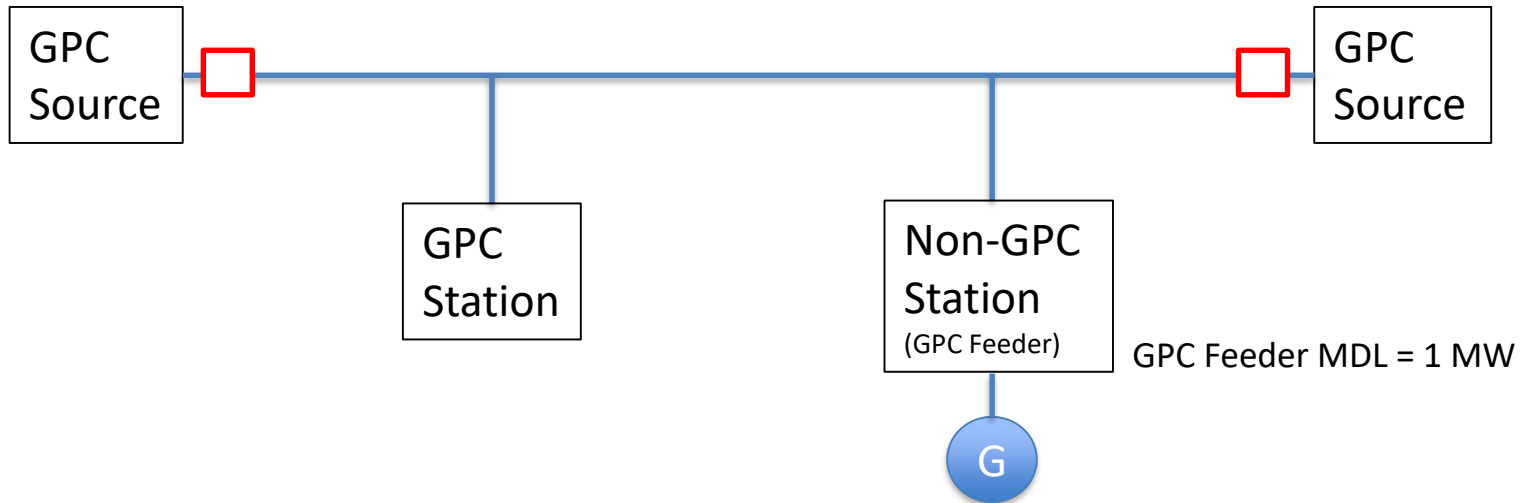 GPC
Source
GPC
Source
GPC
Station
Non-GPC
Station
(GPC Feeder)
GPC Feeder MDL = 1 MW
G